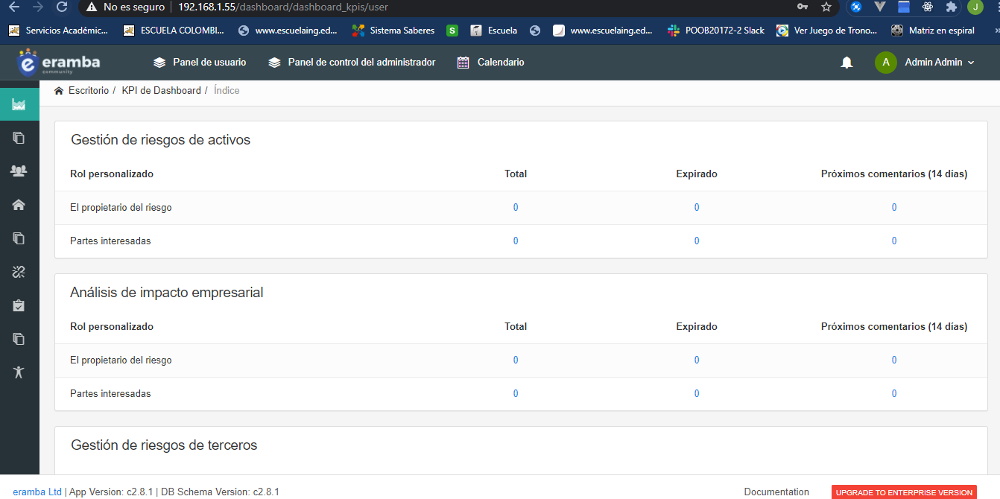 No es seguro 192.168.1.55/dashboard/dashboard_kpis/user
Servicios Académic... ESCUELA COLOMBI... www.escuelaing.ed... Sistema Saberes S Escuela www.escuelaing.ed... POOB20172-2 Slack Ver Juego de Trono... Matriz en espiral »
eramba community Panel de usuario Panel de control del administrador Calendario A Admin Admin
Escritorio / KPI de Dashboard / Índice
Gestión de riesgos de activos
Rol personalizado Total Expirado Próximos comentarios (14 días)
El propietario del riesgo 0 0 0
Partes interesadas 0 0 0
Análisis de impacto empresarial
Rol personalizado Total Expirado Próximos comentarios (14 días)
El propietario del riesgo 0 0 0
Partes interesadas 0 0 0
Gestión de riesgos de terceros
eramba Ltd | App Version: c2.8.1 | DB Schema Version: c2.8.1 Documentation UPGRADE TO ENTERPRISE VERSION